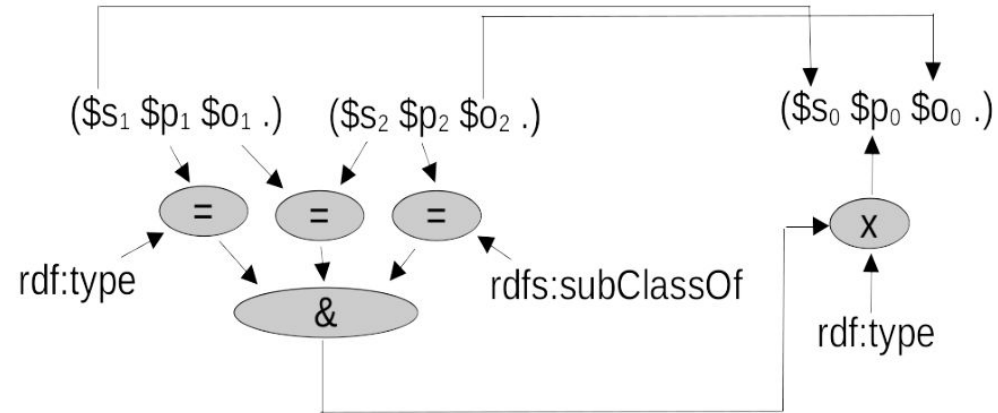 ($s₁ $p₁ $o₁ .) ($s₂ $p₂ $o₂ .) ($s₀ $p₀ $o₀ .)
= = = x
rdf:type rdfs:subClassOf
&
rdf:type